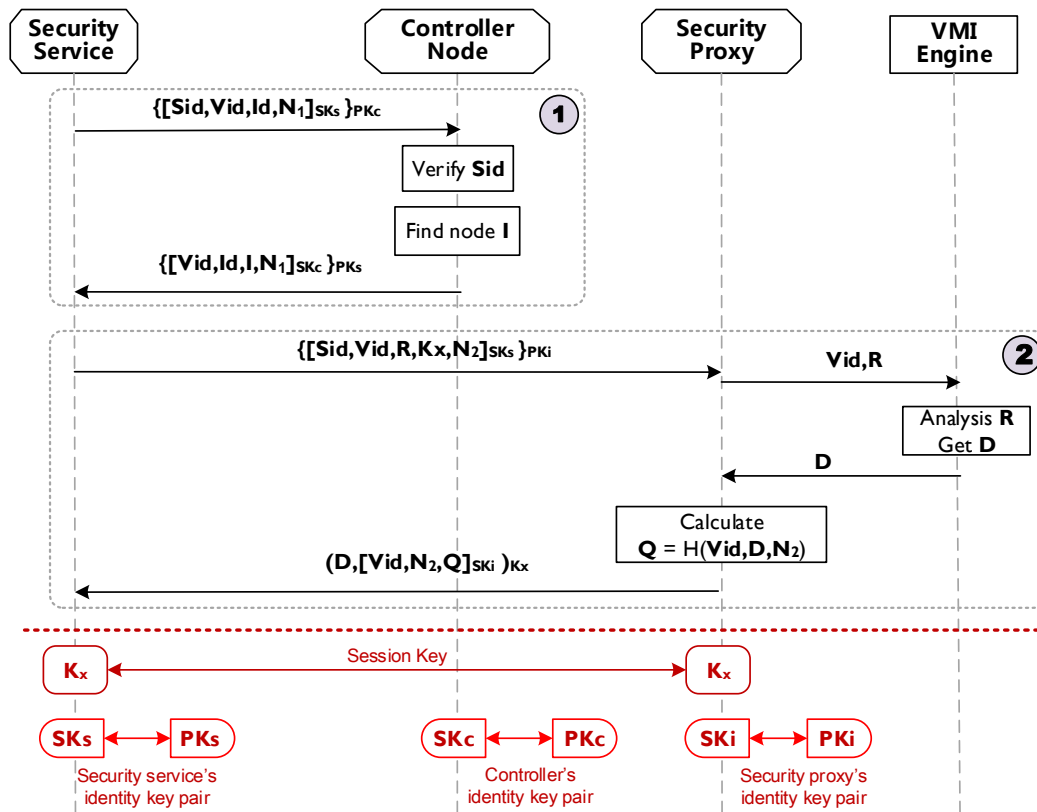 Security Service
Controller Node
Security Proxy
VMI Engine
{[Sid,Vid,Id,N₁]SKs }PKc
1
Verify Sid
Find node I
{[Vid,Id,I,N₁]SKc }PKs
{[Sid,Vid,R,Kx,N₂]SKs }PKi
Vid,R
2
Analysis R
Get D
D
Calculate
Q = H(Vid,D,N₂)
(D,[Vid,N₂,Q]SKi )Kx
Kx
Session Key
Kx
SKs
PKs
SKc
PKc
SKi
PKi
Security service's
identity key pair
Controller's
identity key pair
Security proxy's
identity key pair